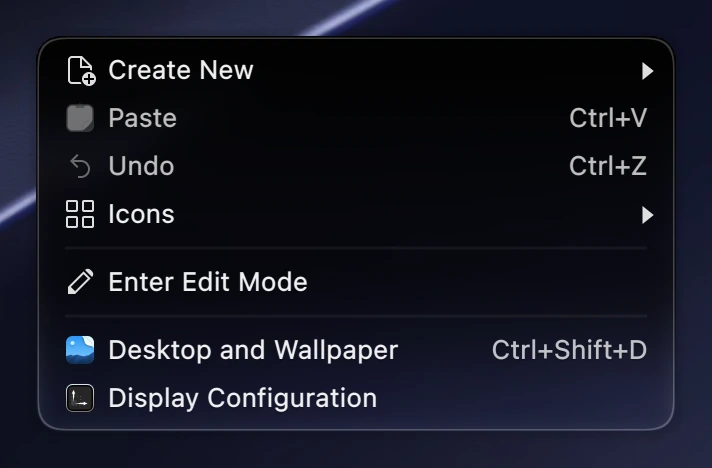 Create New
Paste Ctrl+V
Undo Ctrl+Z
Icons
Enter Edit Mode
Desktop and Wallpaper Ctrl+Shift+D
Display Configuration